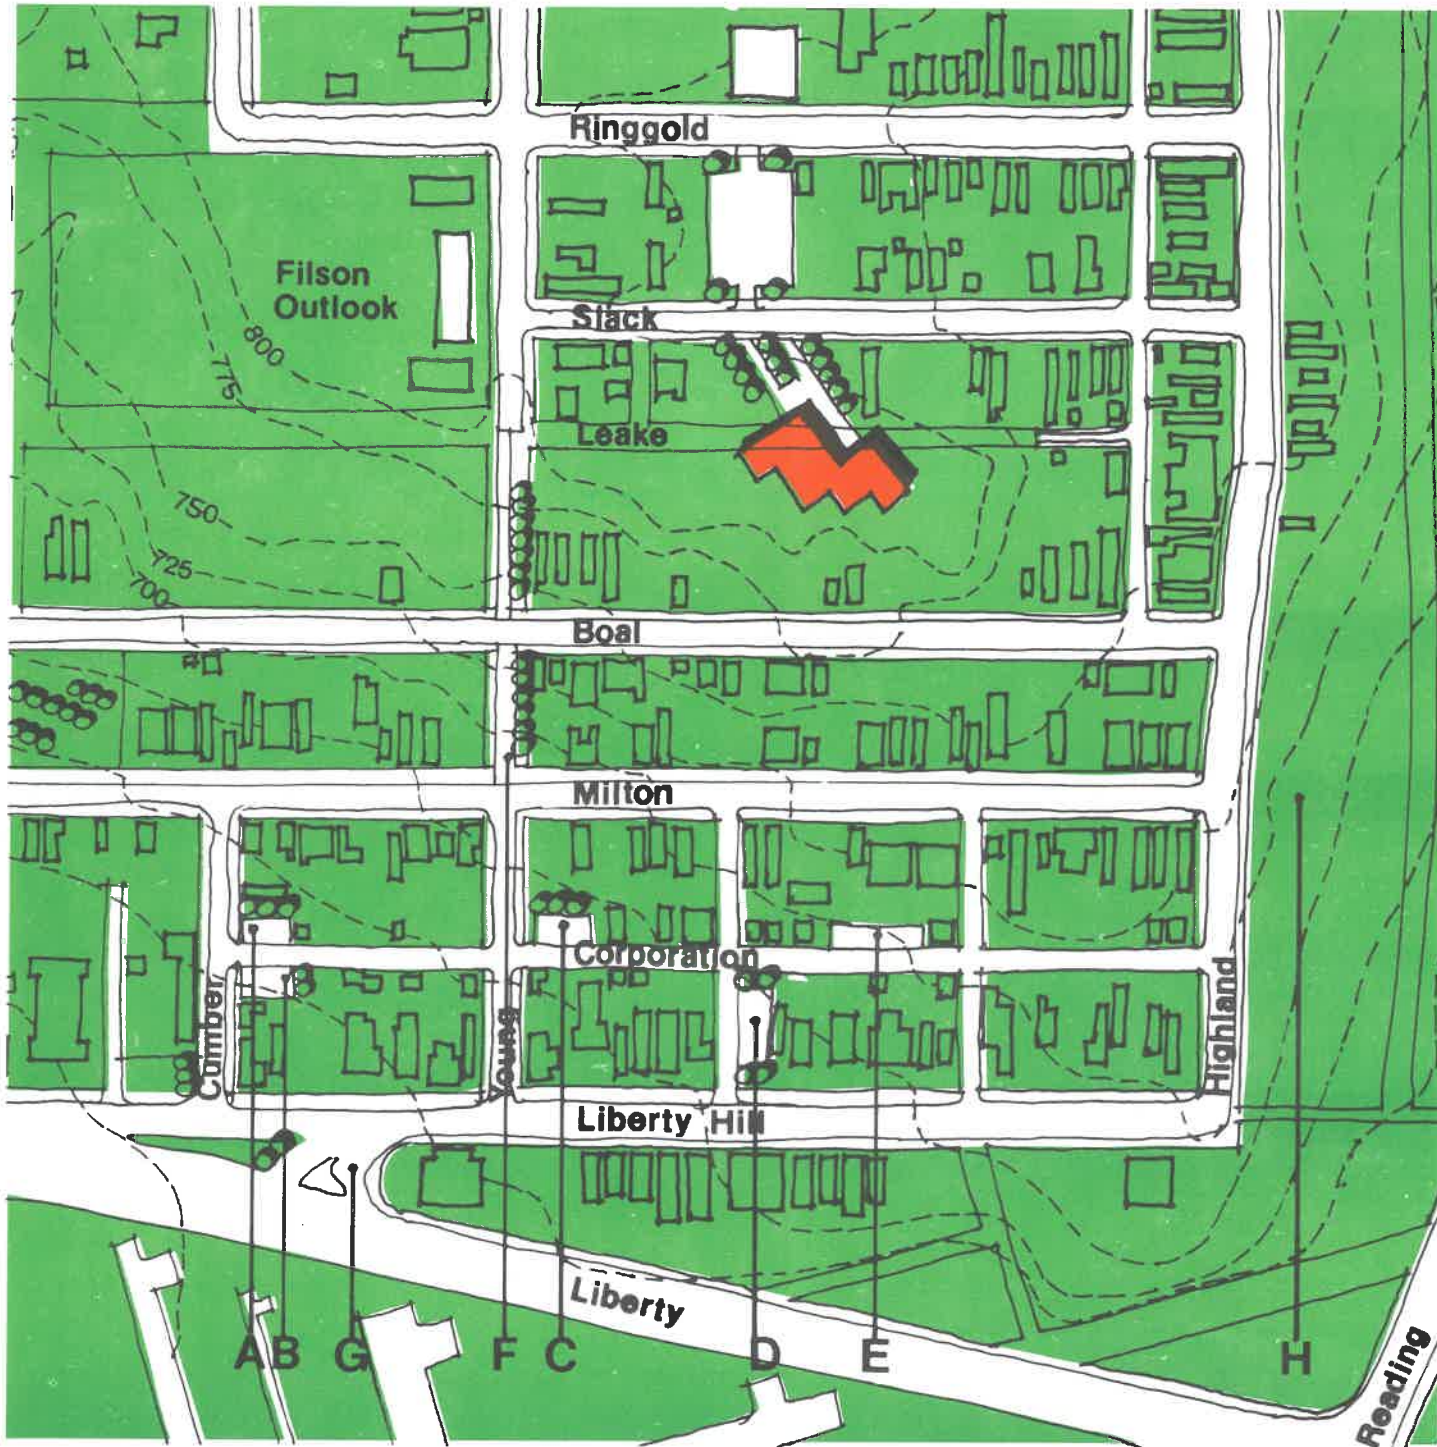 Ringgold
Filson
Outlook
Slack
800
775
Leake
750
725
700
Boal
Milton
Corporation
Cumber
Young
Highland
Liberty Hill
Liberty
A B G F C D E H
Reading